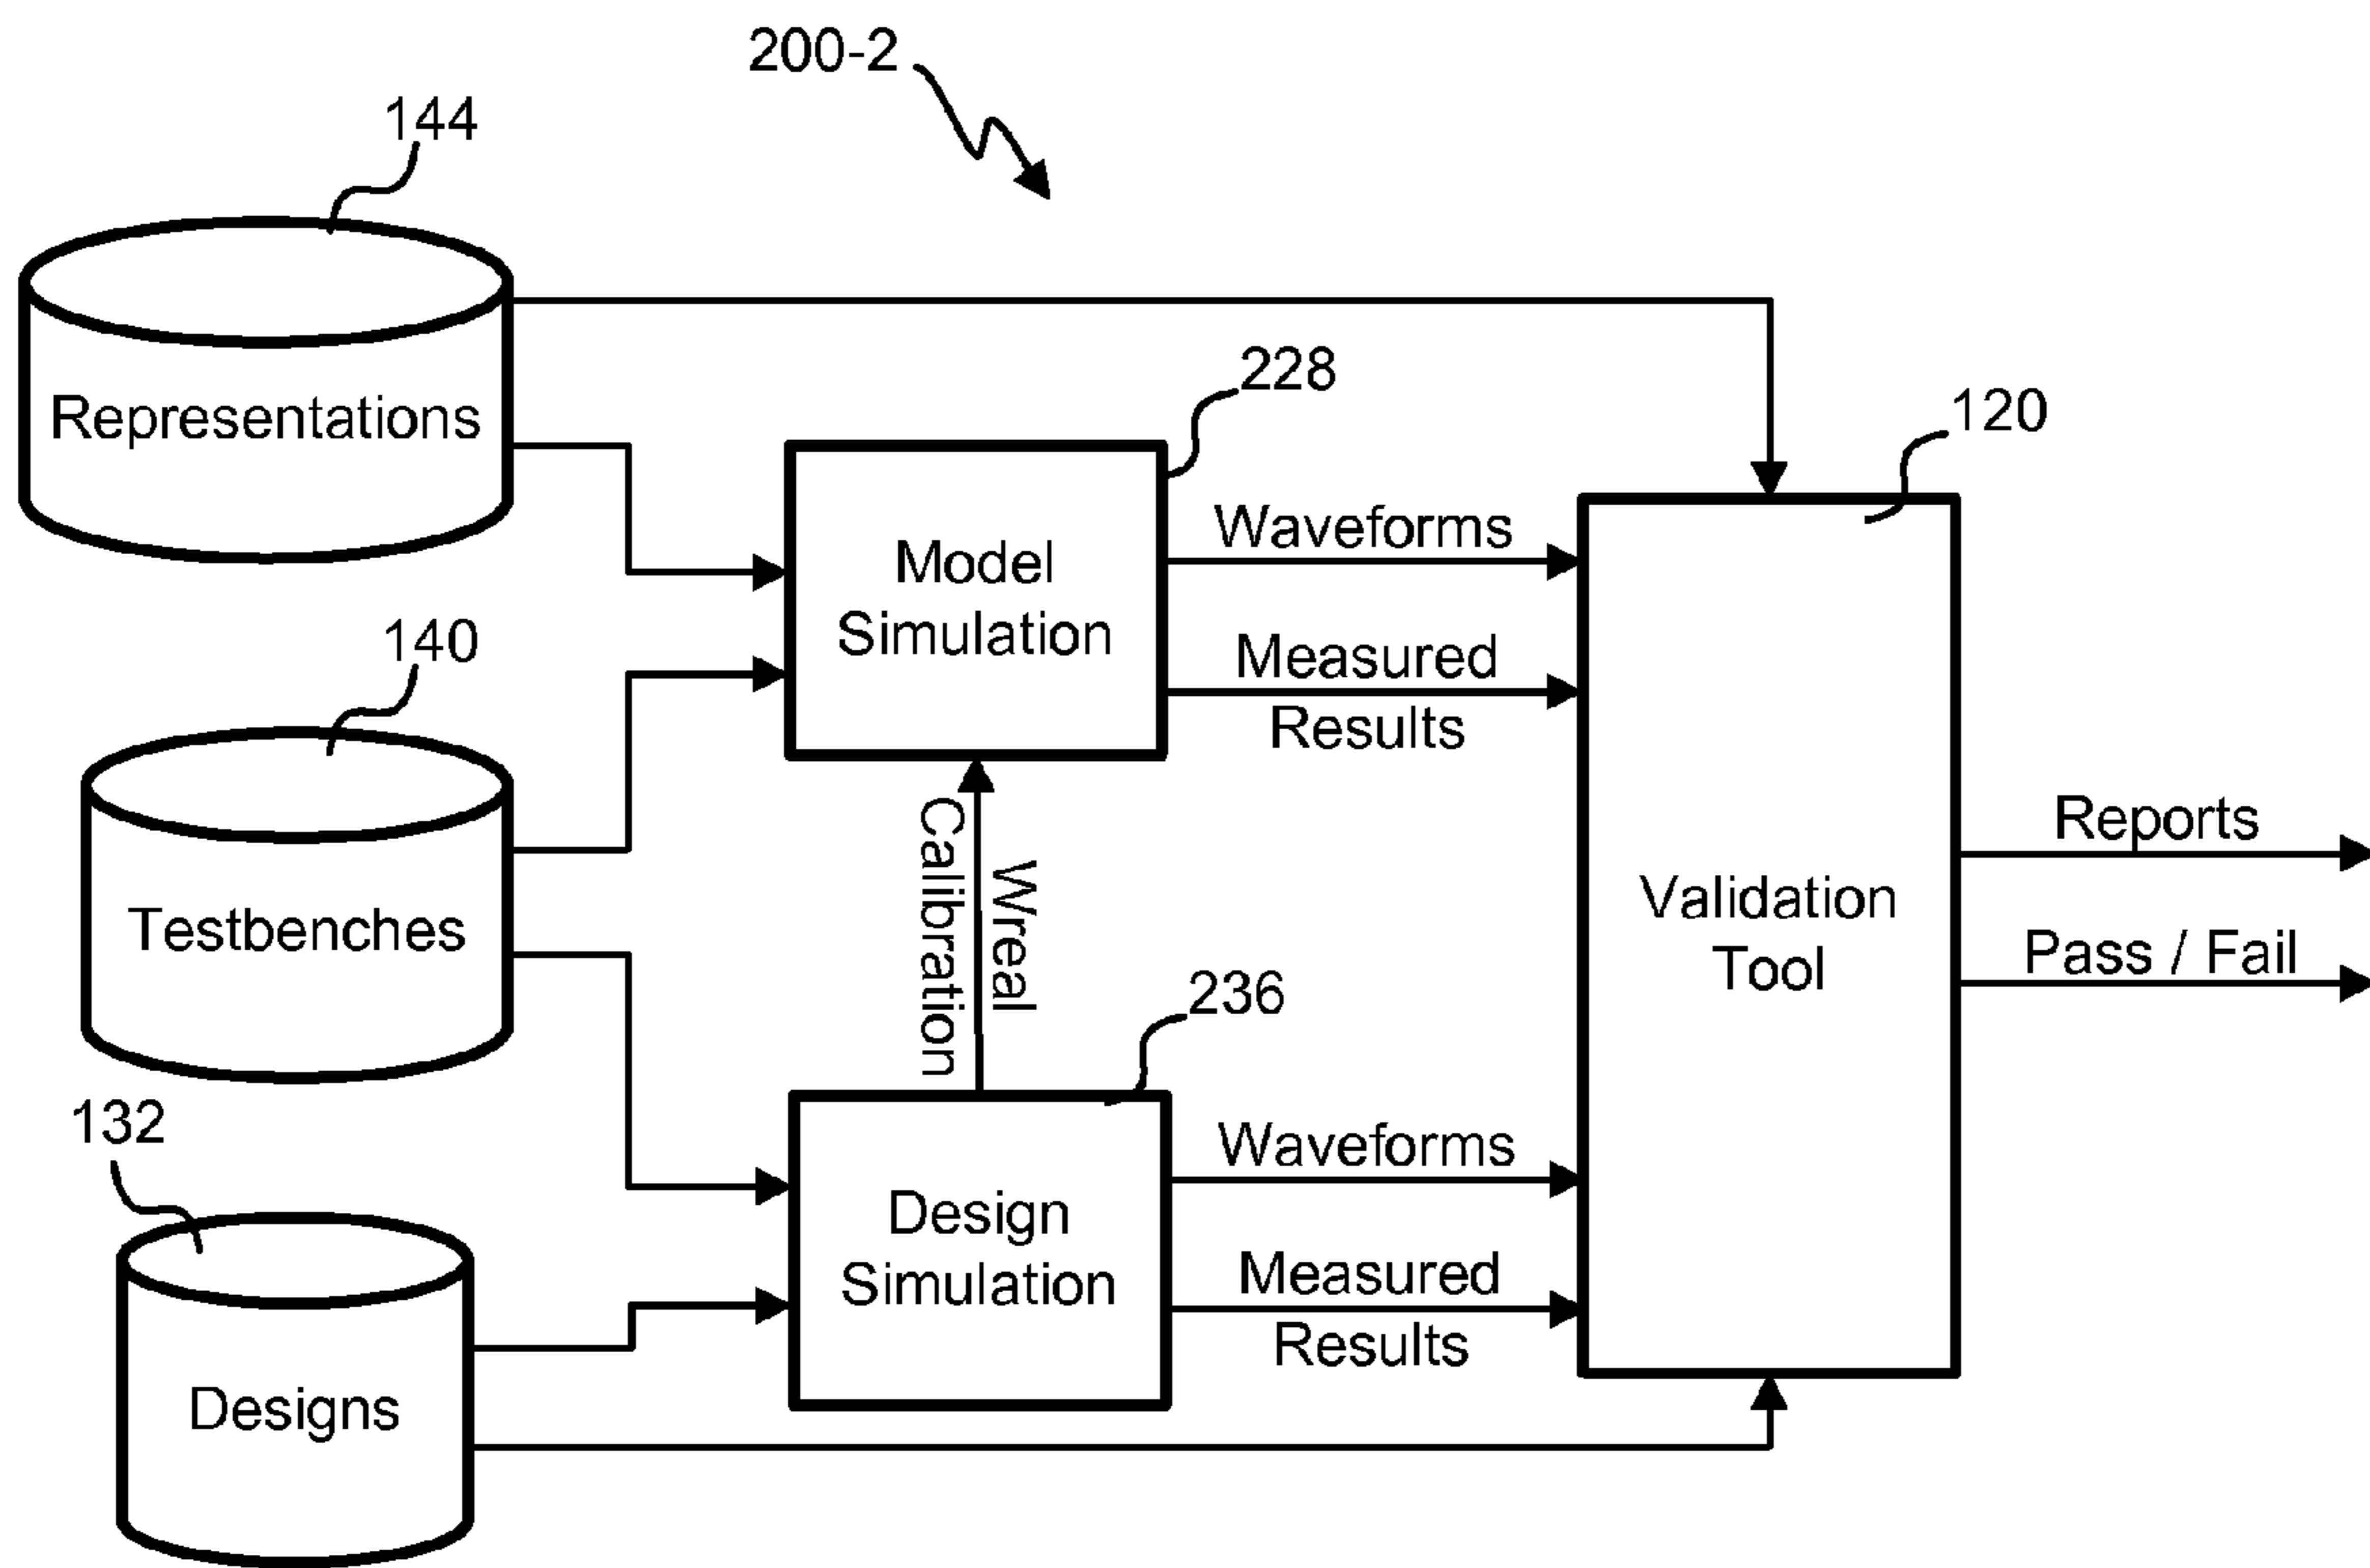 200-2
144
Representations
228
120
Model
Simulation
Waveforms
Measured
Results
140
Testbenches
Wreal
Calibration
Validation
Tool
Reports
Pass / Fail
236
132
Designs
Design
Simulation
Waveforms
Measured
Results